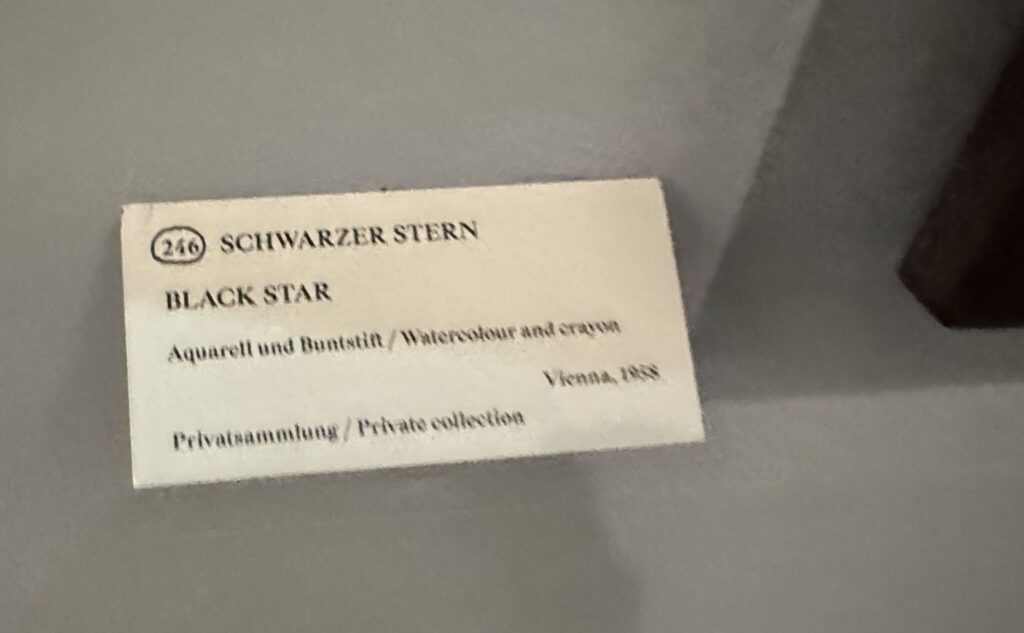 246 SCHWARZER STERN
BLACK STAR
Aquarell und Buntstift / Watercolour and crayon
Vienna, 1958
Privatsammlung / Private collection